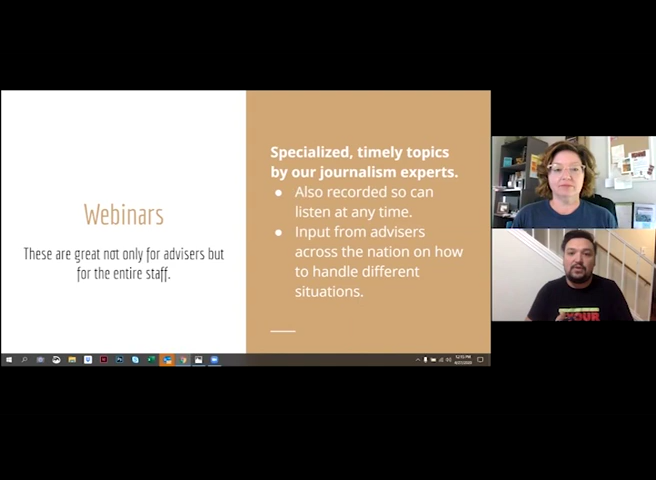 Webinars
These are great not only for advisers but
for the entire staff.
Specialized, timely topics
by our journalism experts.
● Also recorded so can
listen at any time.
● Input from advisers
across the nation on how
to handle different
situations.
YOUR